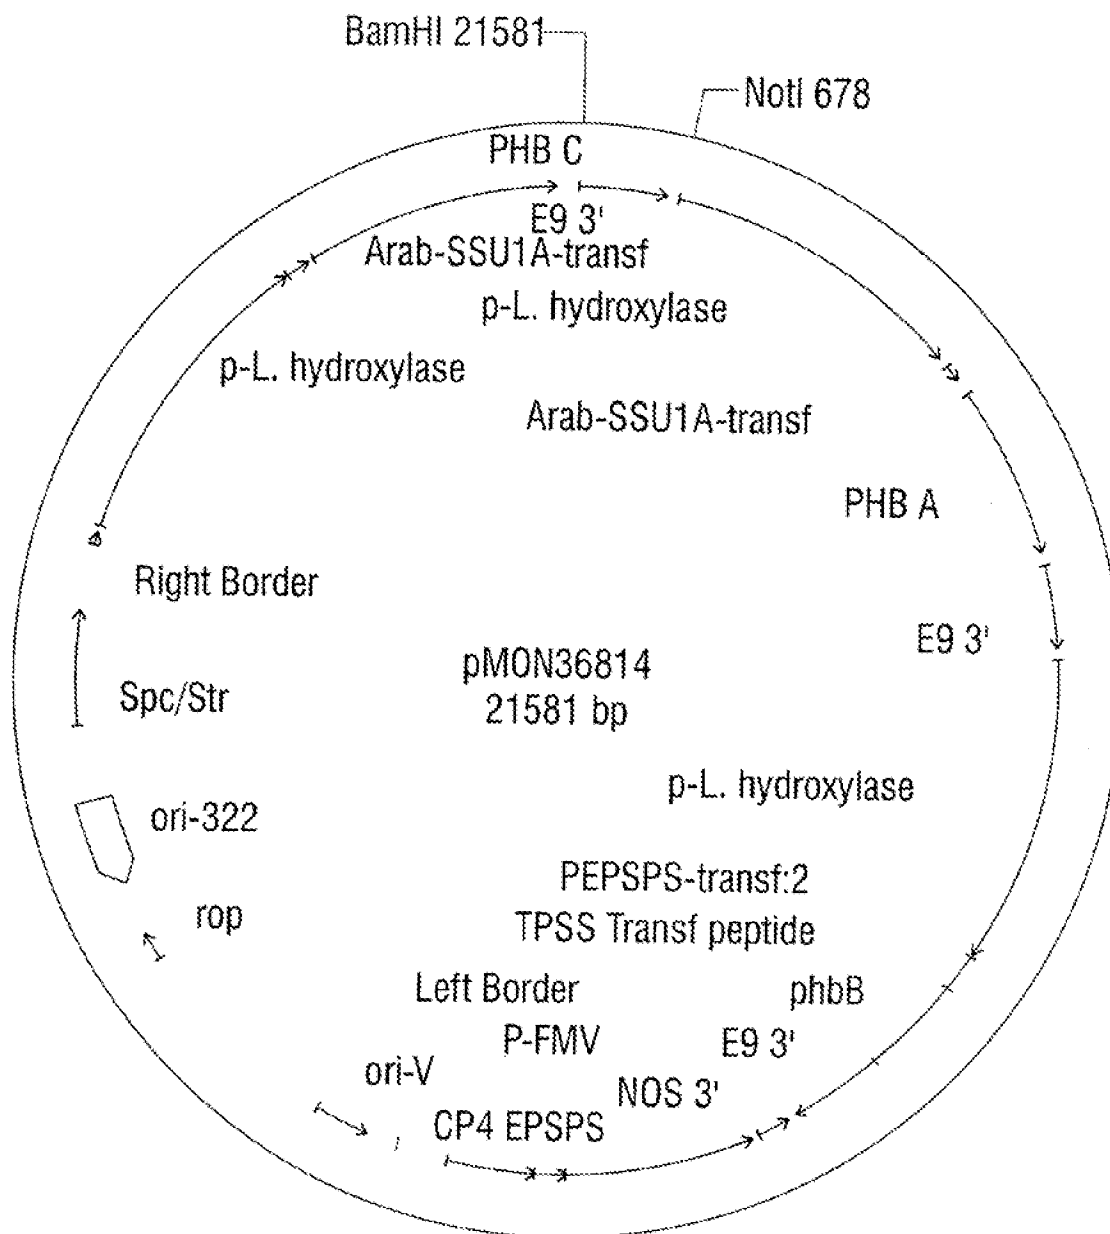 BamHI 21581
NotI 678
PHB C
E9 3'
Arab-SSU1A-transf
p-L. hydroxylase
p-L. hydroxylase
Arab-SSU1A-transf
PHB A
Right Border
E9 3'
pMON36814
Spc/Str
21581 bp
p-L. hydroxylase
ori-322
PEPSPS-transf:2
rop
TPSS Transf peptide
Left Border
phbB
P-FMV
E9 3'
ori-V
NOS 3'
CP4 EPSPS